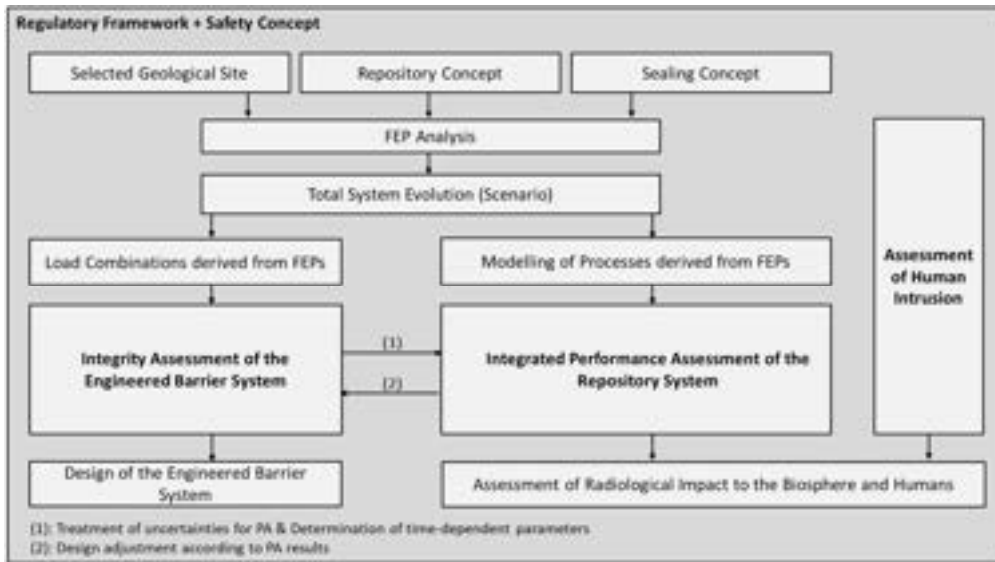 Regulatory Framework + Safety Concept
Selected Geological Site
Repository Concept
Sealing Concept
FEP Analysis
Total System Evolution (Scenario)
Load Combinations derived from FEPs
Modelling of Processes derived from FEPs
Assessment
of Human
Intrusion
Integrity Assessment of the
Engineered Barrier System
(1)
(2)
Integrated Performance Assessment of the
Repository System
Design of the Engineered Barrier
System
Assessment of Radiological Impact to the Biosphere and Humans
(1): Treatment of uncertainties for PA & Determination of time-dependent parameters
(2): Design adjustment according to PA results